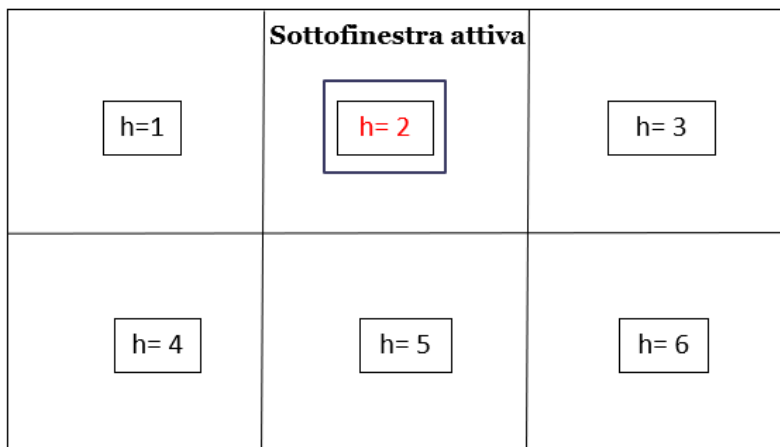 Sottofinestra attiva
h=1
h= 2
h= 3
h= 4
h= 5
h= 6